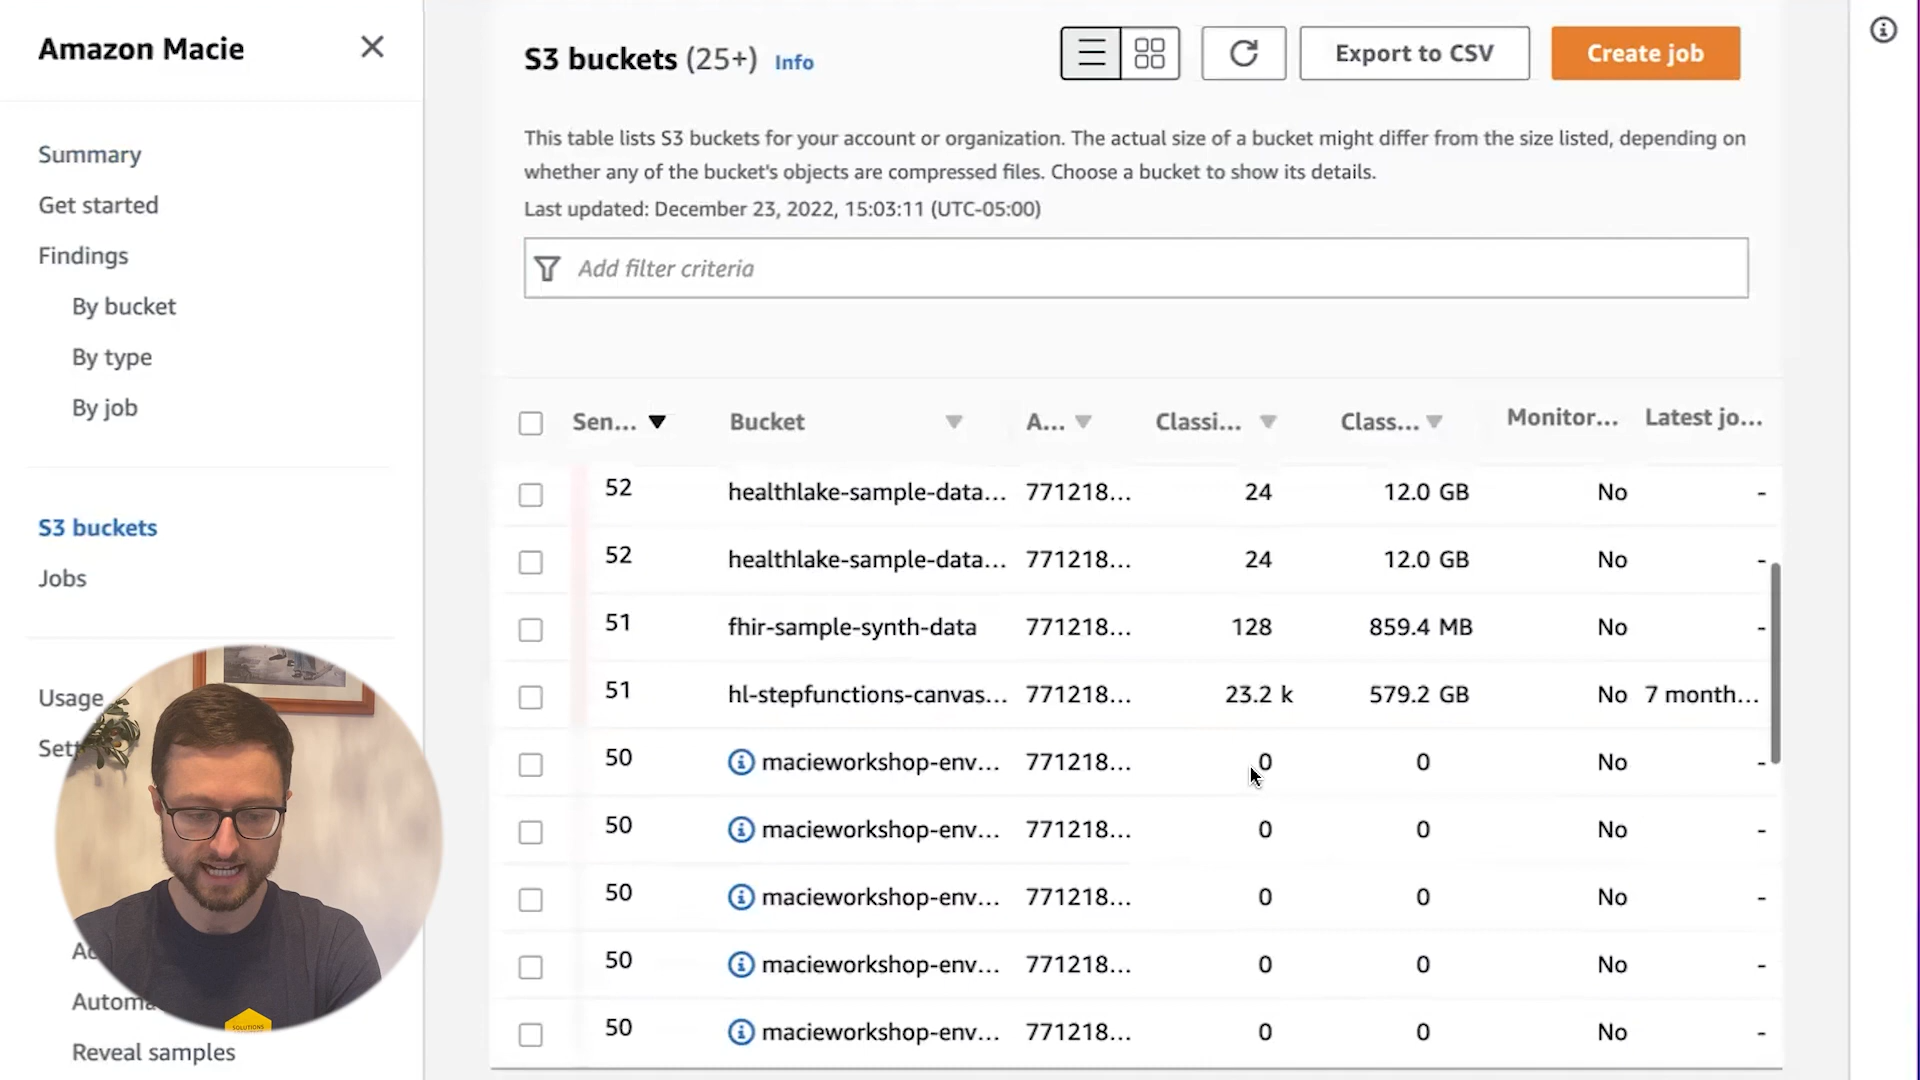 Amazon Macie
Summary
Get started
Findings
By bucket
By type
By job
S3 buckets
Jobs
Usage
Reveal samples
S3 buckets (25+) Info
Export to CSV
Create job
This table lists S3 buckets for your account or organization. The actual size of a bucket might differ from the size listed, depending on
whether any of the bucket's objects are compressed files. Choose a bucket to show its details.
Last updated: December 23, 2022, 15:03:11 (UTC-05:00)
Add filter criteria
Sen... Bucket A... Classi... Class... Monitor... Latest jo...
52 healthlake-sample-data... 771218... 24 12.0 GB No -
52 healthlake-sample-data... 771218... 24 12.0 GB No -
51 fhir-sample-synth-data 771218... 128 859.4 MB No -
51 hl-stepfunctions-canvas... 771218... 23.2 k 579.2 GB No 7 month...
50 macieworkshop-env... 771218... 0 0 No -
50 macieworkshop-env... 771218... 0 0 No -
50 macieworkshop-env... 771218... 0 0 No -
50 macieworkshop-env... 771218... 0 0 No -
50 macieworkshop-env... 771218... 0 0 No -
SOLUTIONS